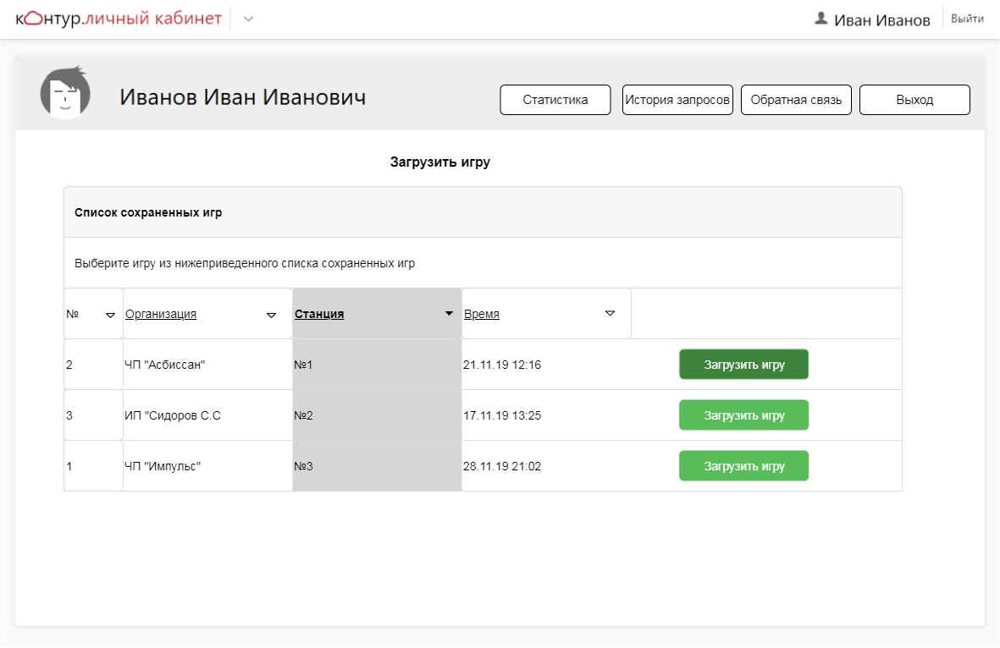 контур.личный кабинет
Иван Иванов
Выйти
Иванов Иван Иванович
Статистика
История запросов
Обратная связь
Выход
Загрузить игру
Список сохраненных игр
Выберите игру из нижеприведенного списка сохраненных игр
№ Организация Станция Время
2 ЧП "Асбиссан" №1 21.11.19 12:16 Загрузить игру
3 ИП "Сидоров С.С №2 17.11.19 13:25 Загрузить игру
1 ЧП "Импульс" №3 28.11.19 21:02 Загрузить игру